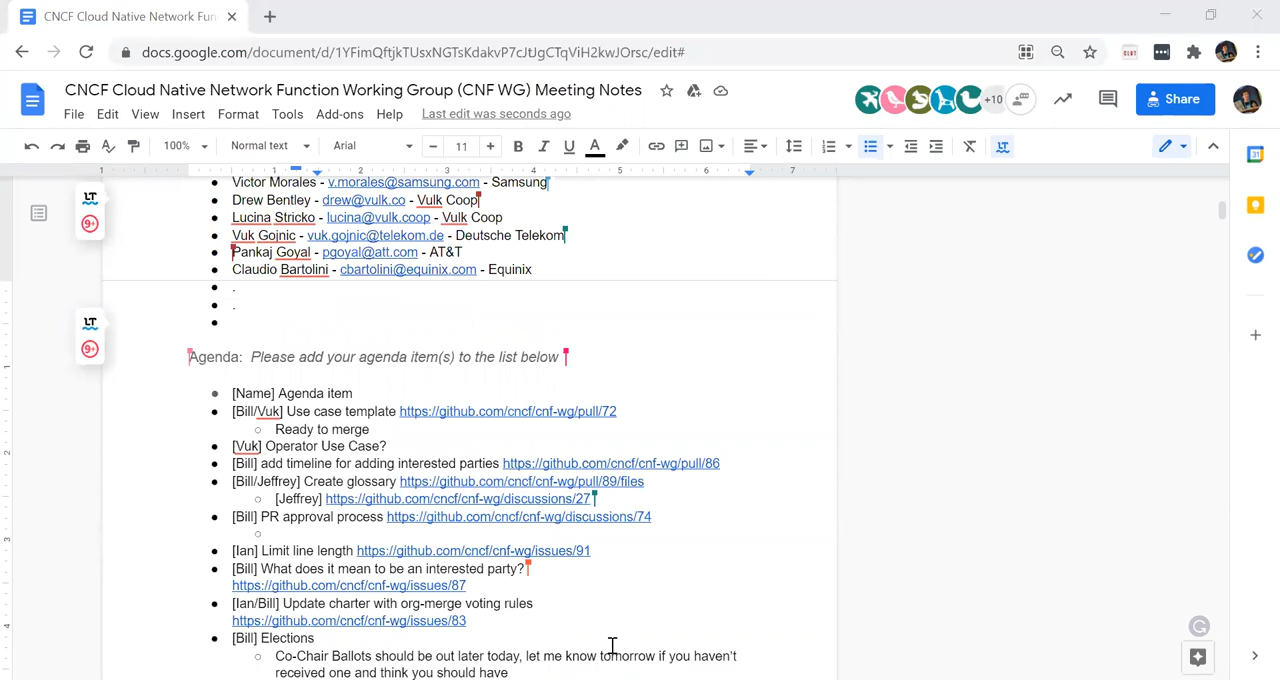 CNCF Cloud Native Network Fun
docs.google.com/document/d/1YFimQftjkTUsxNGTsKdakvP7cJtJgCTqViH2kwJOrsc/edit#
CNCF Cloud Native Network Function Working Group (CNF WG) Meeting Notes
+10
Share
File Edit View Insert Format Tools Add-ons Help Last edit was seconds ago
100% Normal text Arial 11 B I U A
1 1 2 3 4 5 6 7
Victor Morales - v.morales@samsung.com - Samsung
Drew Bentley - drew@vulk.co - Vulk Coop
Lucina Stricko - lucina@vulk.coop - Vulk Coop
Vuk Gojnic - vuk.gojnic@telekom.de - Deutsche Telekom
Pankaj Goyal - pgoyal@att.com - AT&T
Claudio Bartolini - cbartolini@equinix.com - Equinix
.
.
LT
9+
LT
9+
Agenda: Please add your agenda item(s) to the list below
[Name] Agenda item
[Bill/Vuk] Use case template https://github.com/cncf/cnf-wg/pull/72
Ready to merge
[Vuk] Operator Use Case?
[Bill] add timeline for adding interested parties https://github.com/cncf/cnf-wg/pull/86
[Bill/Jeffrey] Create glossary https://github.com/cncf/cnf-wg/pull/89/files
[Jeffrey] https://github.com/cncf/cnf-wg/discussions/27
[Bill] PR approval process https://github.com/cncf/cnf-wg/discussions/74
[Ian] Limit line length https://github.com/cncf/cnf-wg/issues/91
[Bill] What does it mean to be an interested party?
https://github.com/cncf/cnf-wg/issues/87
[Ian/Bill] Update charter with org-merge voting rules
https://github.com/cncf/cnf-wg/issues/83
[Bill] Elections
Co-Chair Ballots should be out later today, let me know tomorrow if you haven't
received one and think you should have